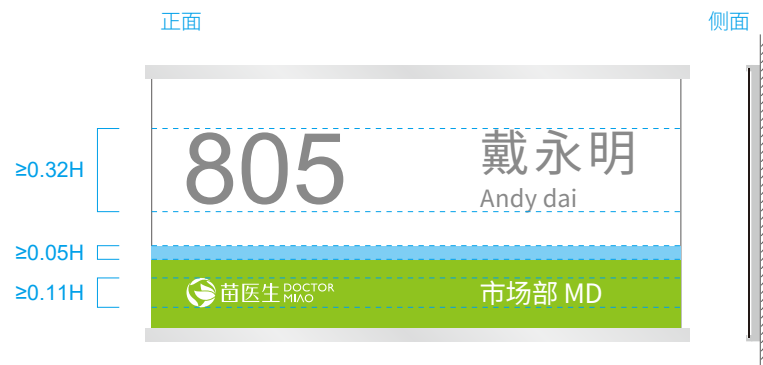 正面
侧面
≥0.32H
805
戴永明
Andy dai
≥0.05H
≥0.11H
苗医生 DOCTOR
MIAO
市场部 MD